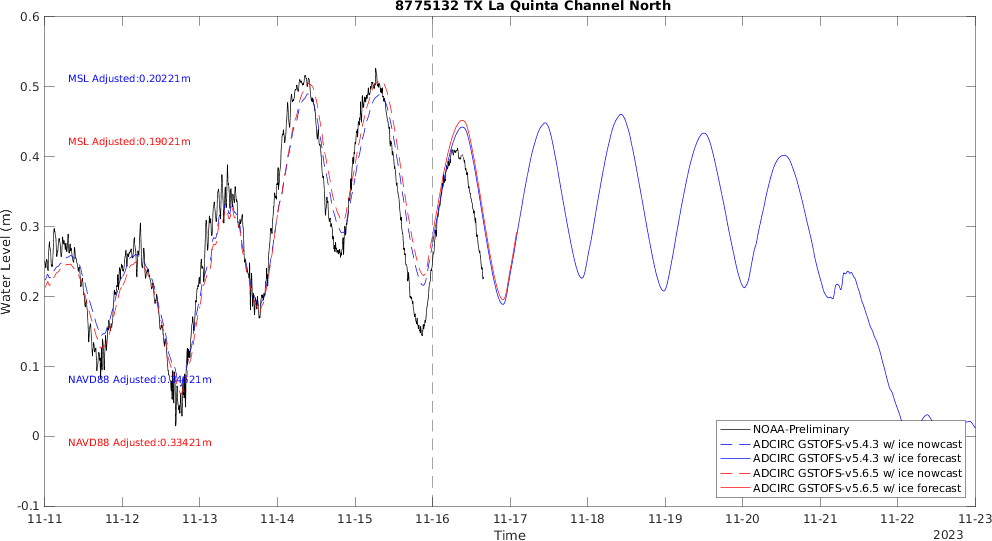 8775132 TX La Quinta Channel North
0.6
0.5
0.4
0.3
0.2
0.1
0
-0.1
Water Level (m)
MSL Adjusted:0.20221m
MSL Adjusted:0.19021m
NAVD88 Adjusted:0.34621m
NAVD88 Adjusted:0.33421m
NOAA-Preliminary
ADCIRC GSTOFS-v5.4.3 w/ ice nowcast
ADCIRC GSTOFS-v5.4.3 w/ ice forecast
ADCIRC GSTOFS-v5.6.5 w/ ice nowcast
ADCIRC GSTOFS-v5.6.5 w/ ice forecast
11-11 11-12 11-13 11-14 11-15 11-16 11-17 11-18 11-19 11-20 11-21 11-22 11-23
Time
2023